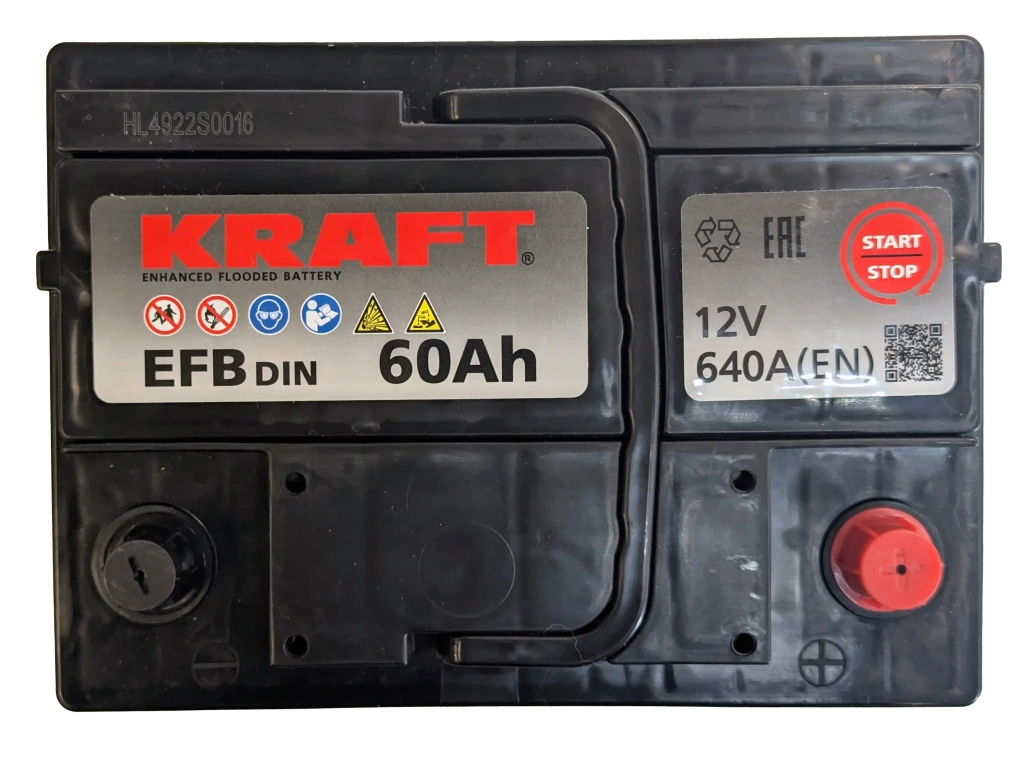 HL4922S0016
KRAFT®
ENHANCED FLOODED BATTERY
EFB DIN 60Ah
EAC
START
STOP
12V
640A(EN)